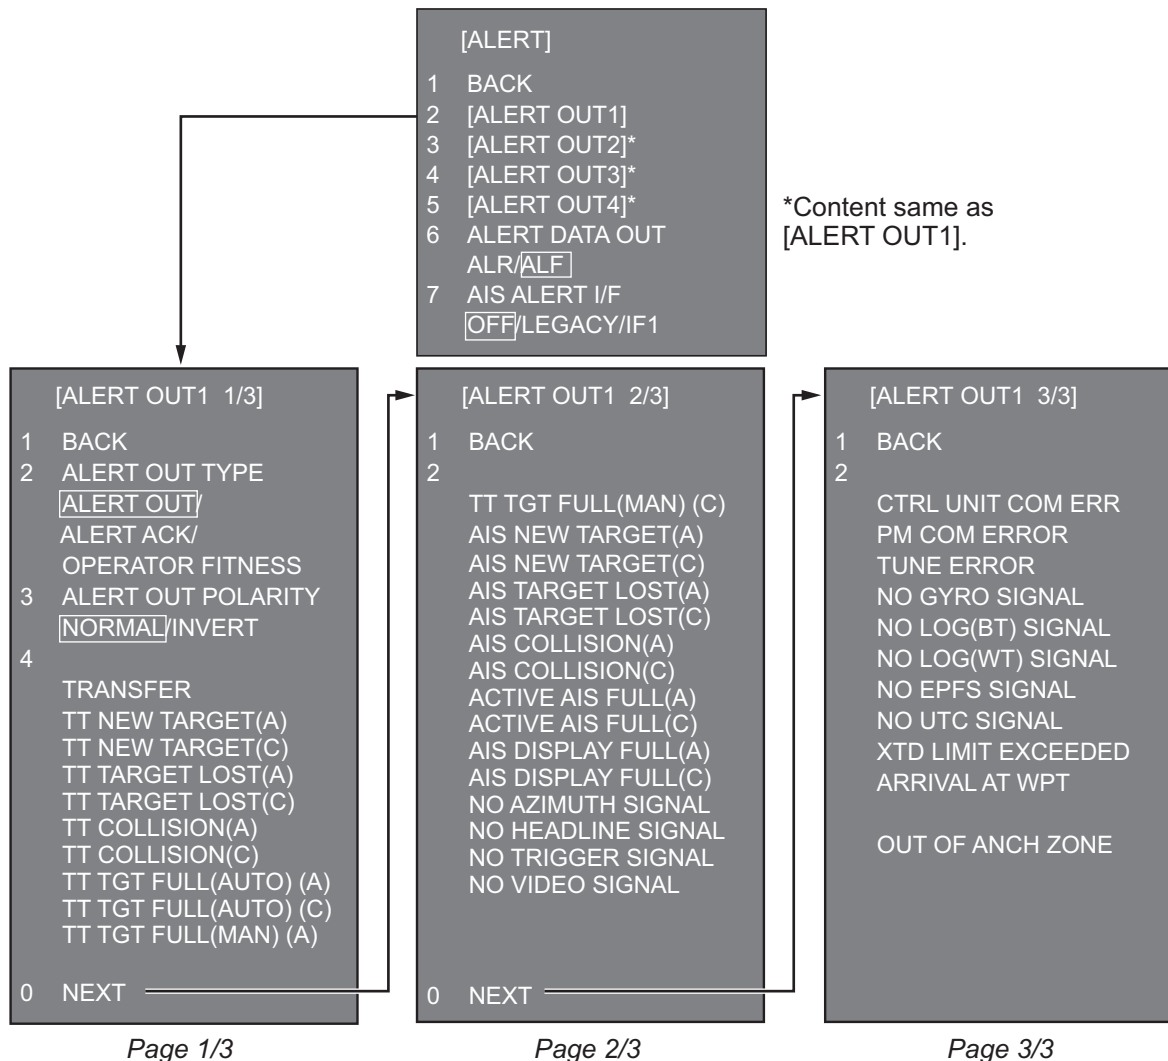 [ALERT]
1 BACK
2 [ALERT OUT1]
3 [ALERT OUT2]*
4 [ALERT OUT3]*
5 [ALERT OUT4]*
6 ALERT DATA OUT
ALR/ALF
7 AIS ALERT I/F
OFF/LEGACY/IF1
*Content same as
[ALERT OUT1].
[ALERT OUT1 1/3]
1 BACK
2 ALERT OUT TYPE
ALERT OUT/
ALERT ACK/
OPERATOR FITNESS
3 ALERT OUT POLARITY
NORMAL/INVERT
4
TRANSFER
TT NEW TARGET(A)
TT NEW TARGET(C)
TT TARGET LOST(A)
TT TARGET LOST(C)
TT COLLISION(A)
TT COLLISION(C)
TT TGT FULL(AUTO) (A)
TT TGT FULL(AUTO) (C)
TT TGT FULL(MAN) (A)
0 NEXT
Page 1/3
[ALERT OUT1 2/3]
1 BACK
2
TT TGT FULL(MAN) (C)
AIS NEW TARGET(A)
AIS NEW TARGET(C)
AIS TARGET LOST(A)
AIS TARGET LOST(C)
AIS COLLISION(A)
AIS COLLISION(C)
ACTIVE AIS FULL(A)
ACTIVE AIS FULL(C)
AIS DISPLAY FULL(A)
AIS DISPLAY FULL(C)
NO AZIMUTH SIGNAL
NO HEADLINE SIGNAL
NO TRIGGER SIGNAL
NO VIDEO SIGNAL
0 NEXT
Page 2/3
[ALERT OUT1 3/3]
1 BACK
2
CTRL UNIT COM ERR
PM COM ERROR
TUNE ERROR
NO GYRO SIGNAL
NO LOG(BT) SIGNAL
NO LOG(WT) SIGNAL
NO EPFS SIGNAL
NO UTC SIGNAL
XTD LIMIT EXCEEDED
ARRIVAL AT WPT
OUT OF ANCH ZONE
Page 3/3